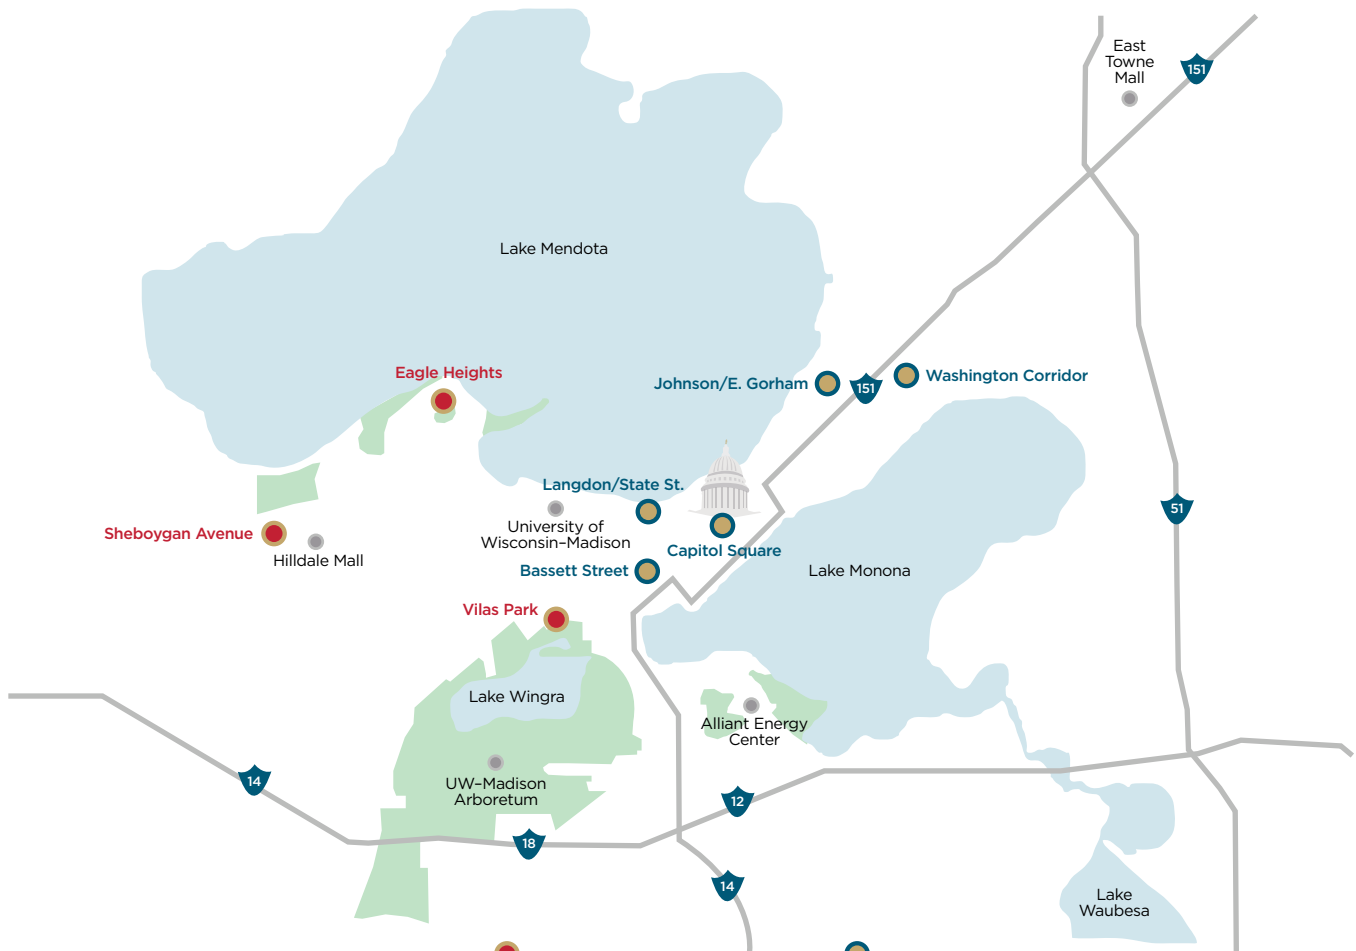 East
Towne
Mall
151
Lake Mendota
Eagle Heights
Johnson/E. Gorham
151
Washington Corridor
Langdon/State St.
University of
Wisconsin–Madison
Capitol Square
51
Sheboygan Avenue
Hilldale Mall
Bassett Street
Lake Monona
Vilas Park
Lake Wingra
Alliant Energy
Center
UW–Madison
Arboretum
14
12
18
14
Lake
Waubesa